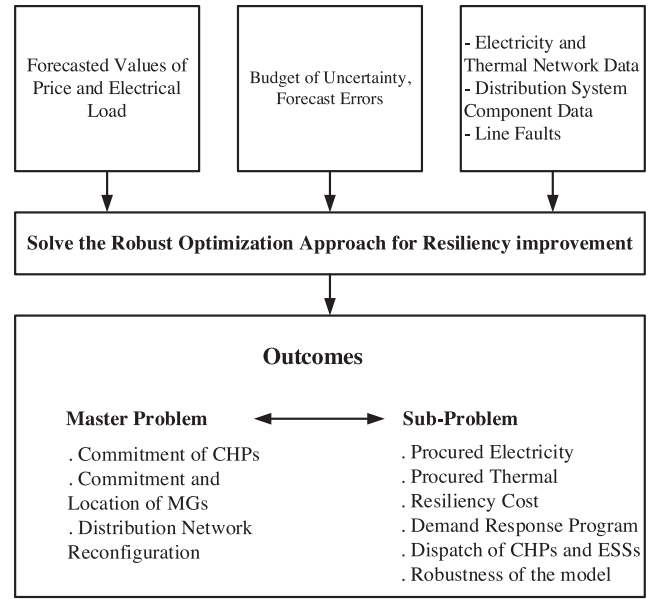 Forecasted Values of
Price and Electrical
Load
Budget of Uncertainty,
Forecast Errors
- Electricity and
Thermal Network Data
- Distribution System
Component Data
- Line Faults
Solve the Robust Optimization Approach for Resiliency improvement
Outcomes
Master Problem
. Commitment of CHPs
. Commitment and
Location of MGs
. Distribution Network
Reconfiguration
Sub-Problem
. Procured Electricity
. Procured Thermal
. Resiliency Cost
. Demand Response Program
. Dispatch of CHPs and ESSs
. Robustness of the model